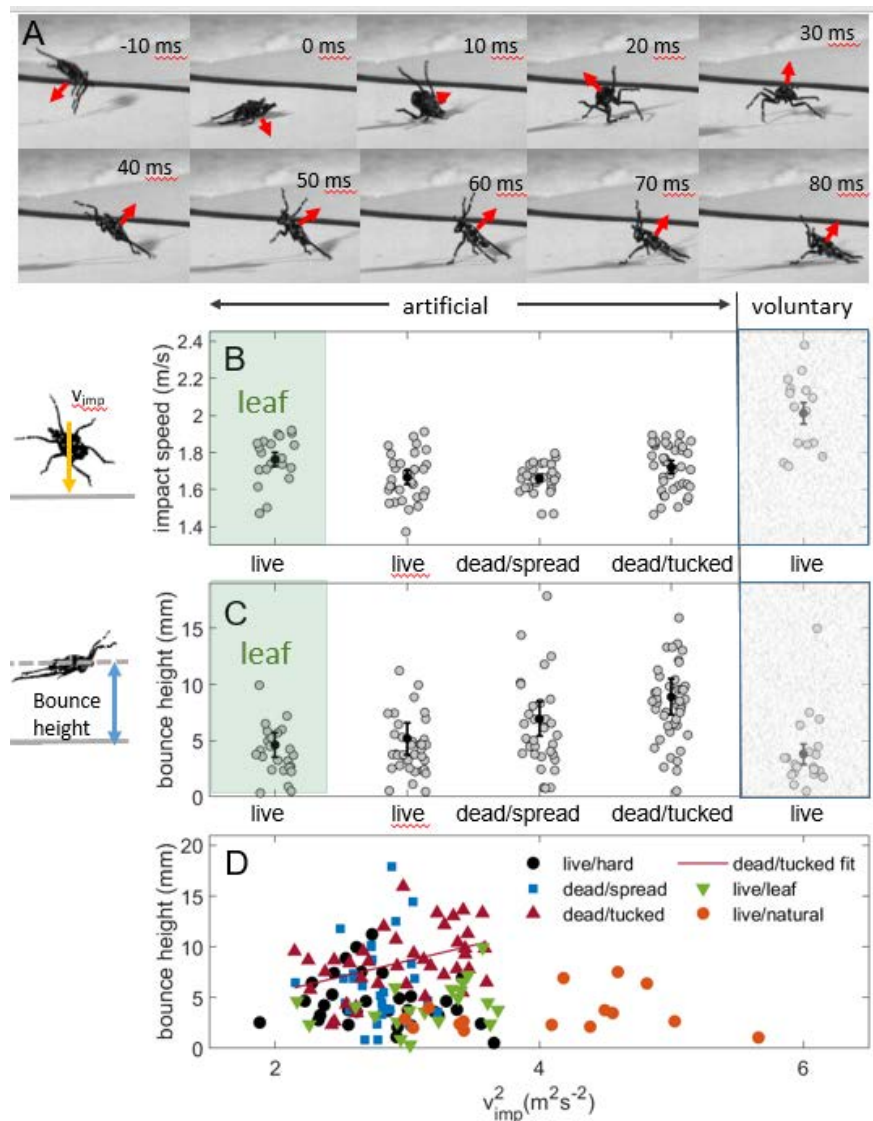 A
-10 ms
0 ms
10 ms
20 ms
30 ms
40 ms
50 ms
60 ms
70 ms
80 ms
artificial
voluntary
B
leaf
v_imp
impact speed (m/s)
2.4
2.2
2
1.8
1.6
1.4
live
live
dead/spread
dead/tucked
live
C
leaf
Bounce
height
bounce height (mm)
15
10
5
0
live
live
dead/spread
dead/tucked
live
D
live/hard
dead/spread
dead/tucked
dead/tucked fit
live/leaf
live/natural
bounce height (mm)
20
15
10
5
0
2
4
6
v²_imp(m²s⁻²)